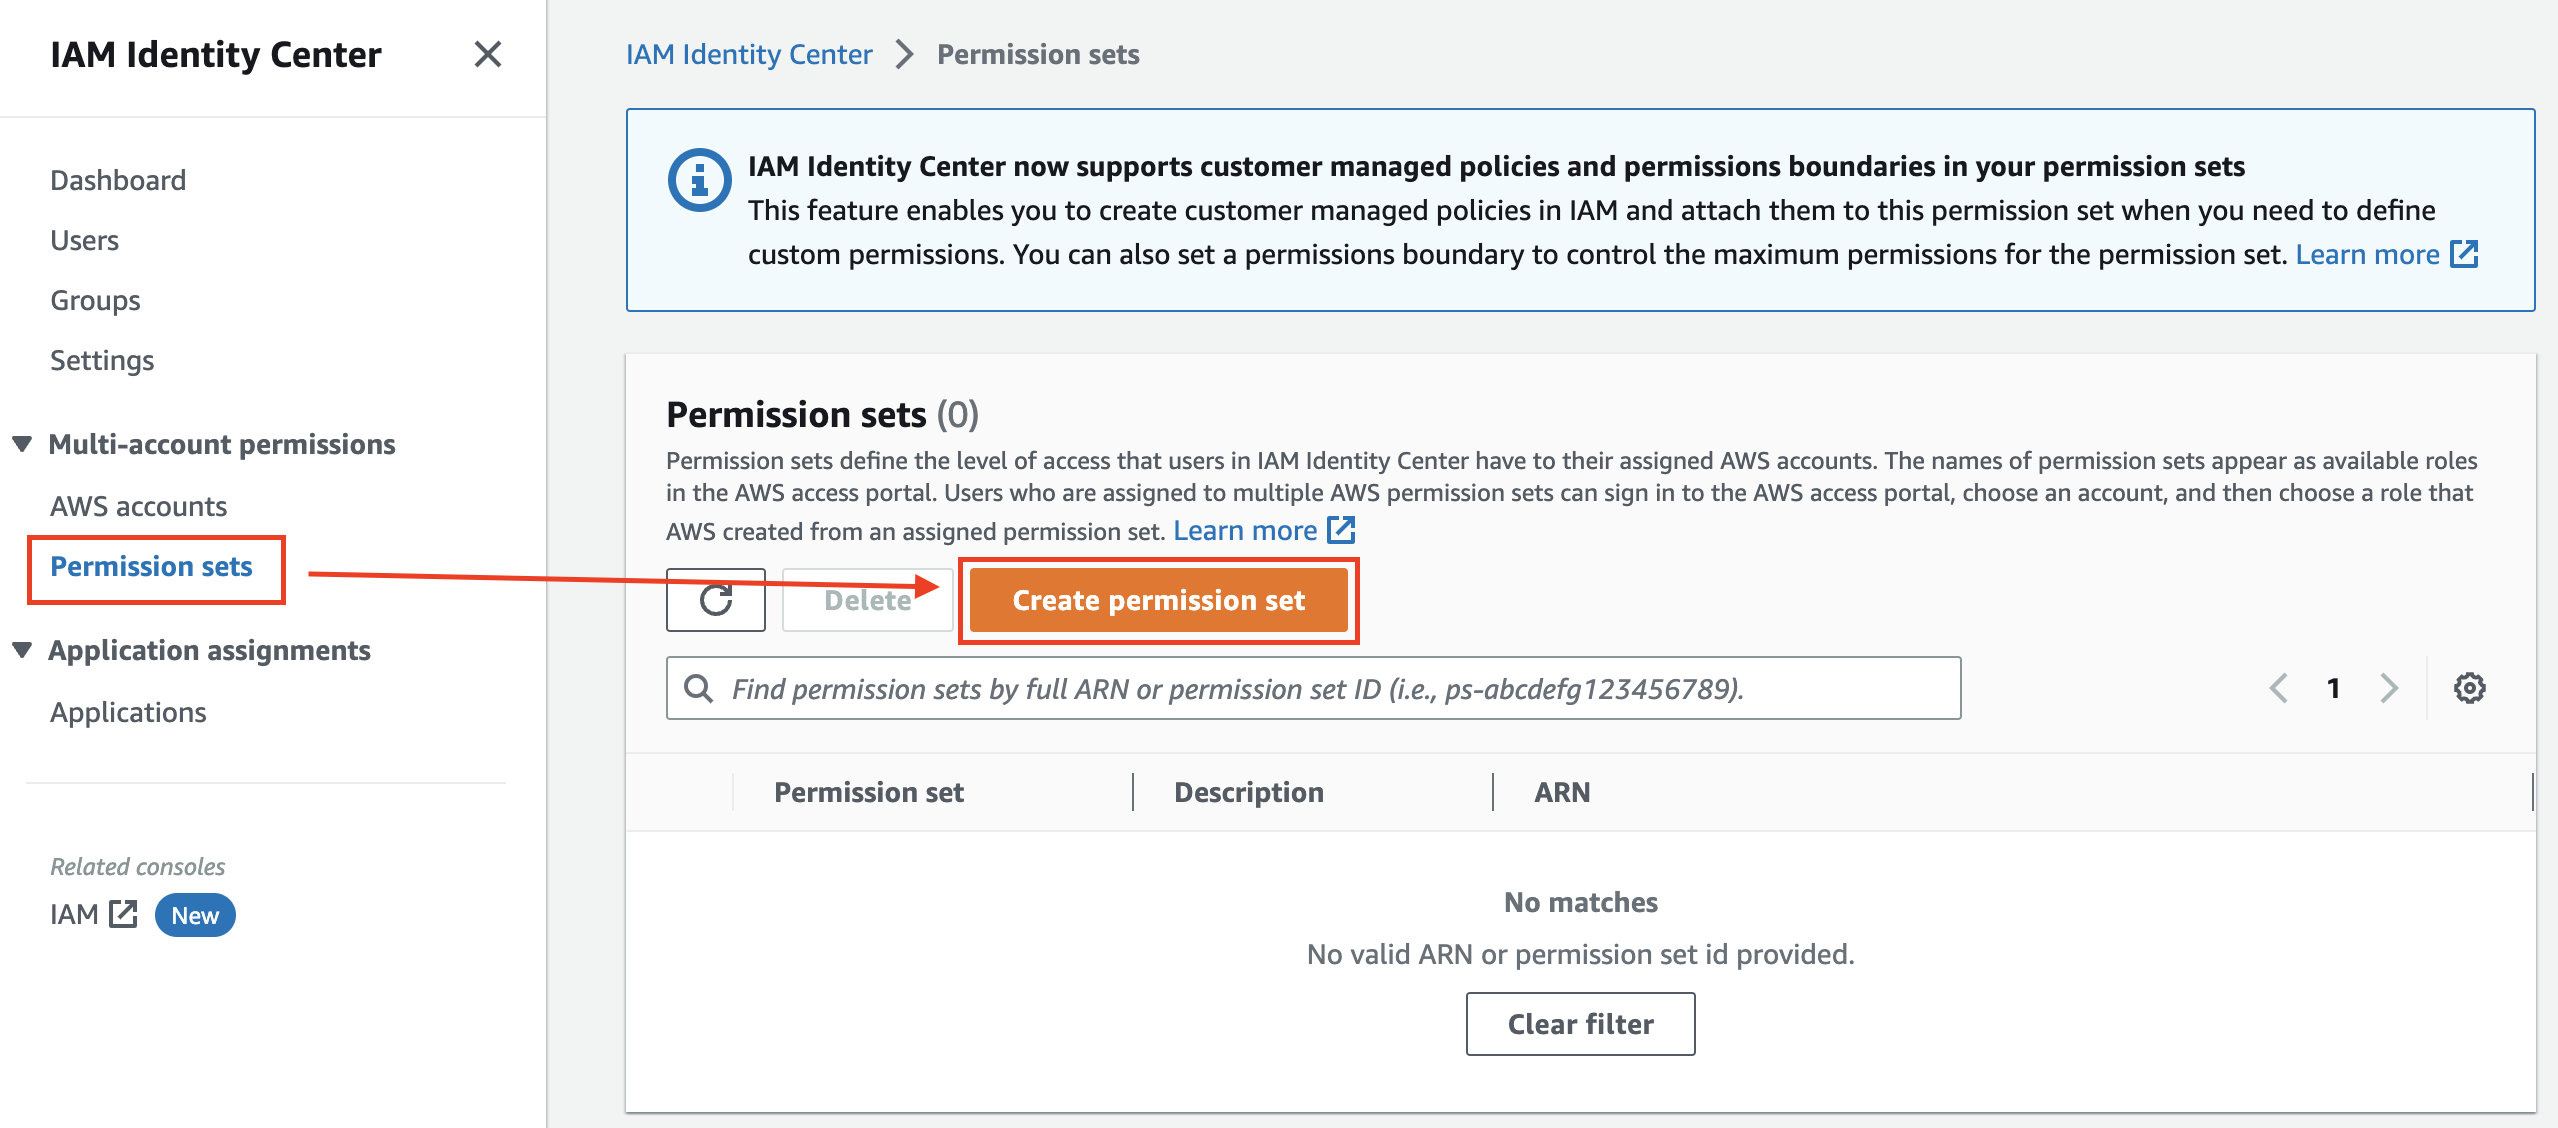 IAM Identity Center
Dashboard
Users
Groups
Settings
Multi-account permissions
AWS accounts
Permission sets
Application assignments
Applications
Related consoles
IAM New
IAM Identity Center > Permission sets
IAM Identity Center now supports customer managed policies and permissions boundaries in your permission sets
This feature enables you to create customer managed policies in IAM and attach them to this permission set when you need to define
custom permissions. You can also set a permissions boundary to control the maximum permissions for the permission set. Learn more
Permission sets (0)
Permission sets define the level of access that users in IAM Identity Center have to their assigned AWS accounts. The names of permission sets appear as available roles
in the AWS access portal. Users who are assigned to multiple AWS permission sets can sign in to the AWS access portal, choose an account, and then choose a role that
AWS created from an assigned permission set. Learn more
Delete Create permission set
Find permission sets by full ARN or permission set ID (i.e., ps-abcdefg123456789). 1
Permission set Description ARN
No matches
No valid ARN or permission set id provided.
Clear filter